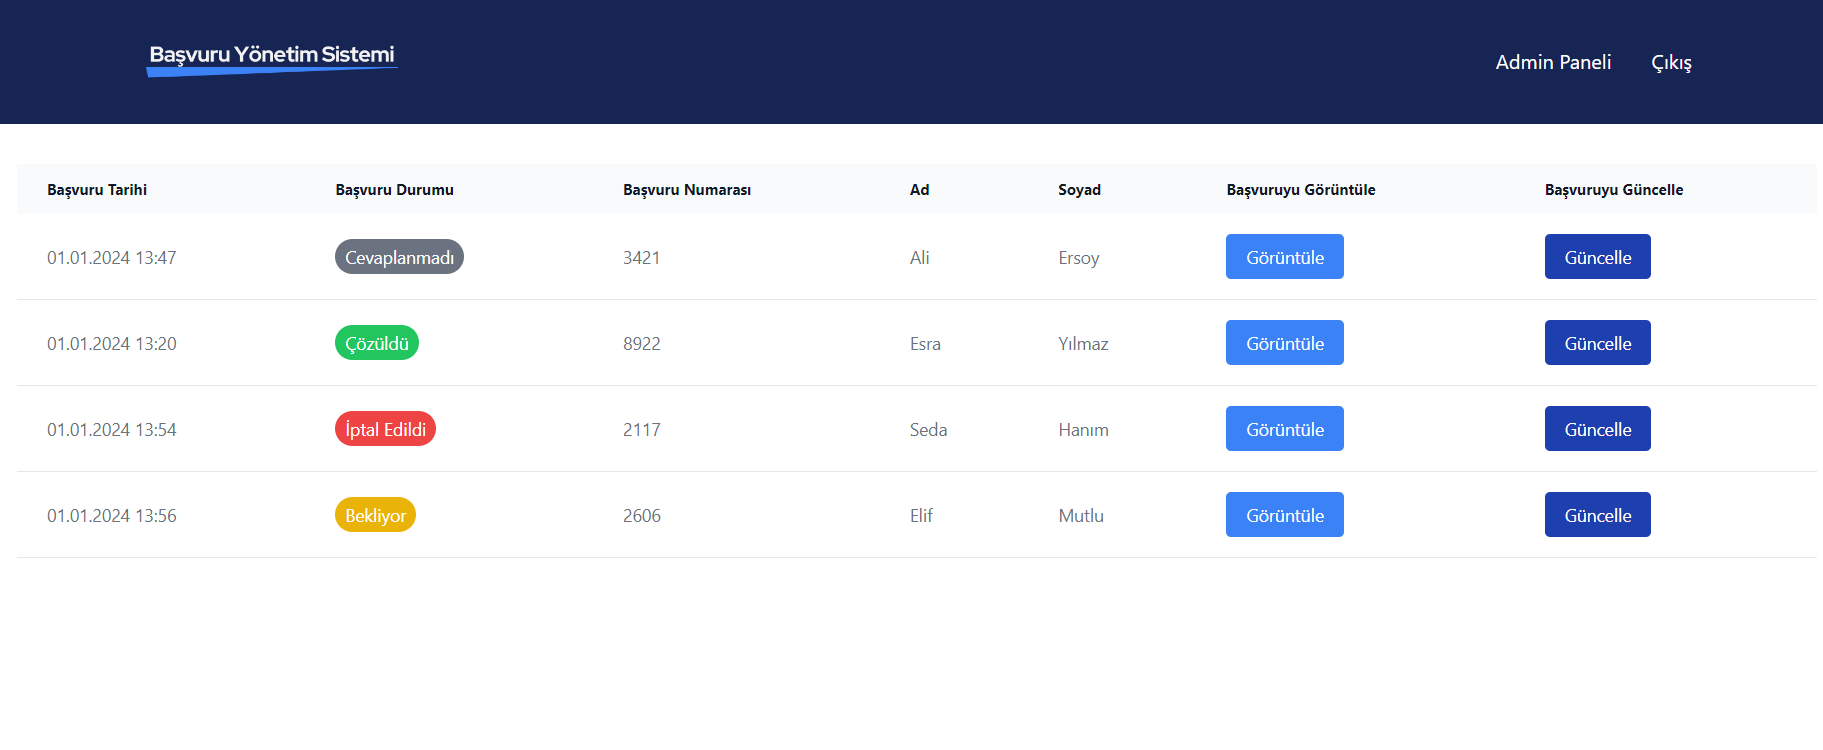 Başvuru Yönetim Sistemi
Admin Paneli Çıkış
Başvuru Tarihi Başvuru Durumu Başvuru Numarası Ad Soyad Başvuruyu Görüntüle Başvuruyu Güncelle
01.01.2024 13:47 Cevaplanmadı 3421 Ali Ersoy Görüntüle Güncelle
01.01.2024 13:20 Çözüldü 8922 Esra Yılmaz Görüntüle Güncelle
01.01.2024 13:54 İptal Edildi 2117 Seda Hanım Görüntüle Güncelle
01.01.2024 13:56 Bekliyor 2606 Elif Mutlu Görüntüle Güncelle